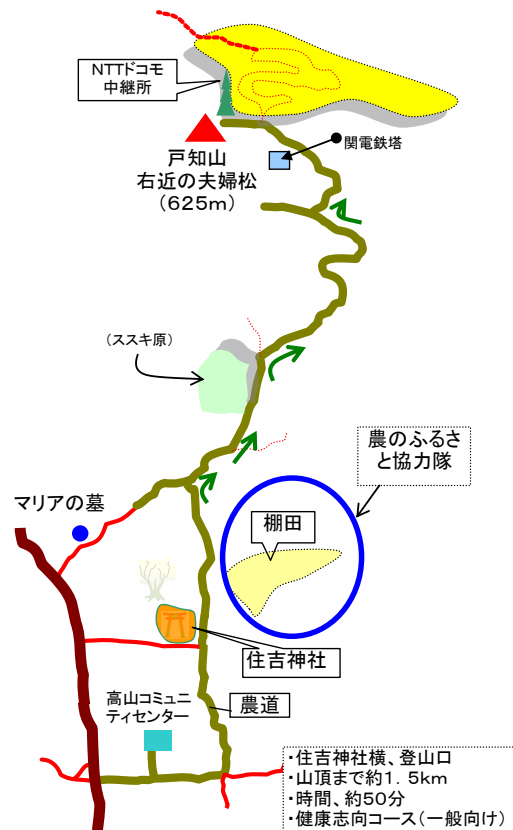 NTTドコモ
中継所
関電鉄塔
戸知山
右近の夫婦松
（625m）
（ススキ原）
農のふるさ
と協力隊
マリアの墓
棚田
住吉神社
高山コミュニ
ティセンター
農道
・住吉神社横、登山口
・山頂まで約１．５km
・時間、約50分
・健康志向コース（一般向け）